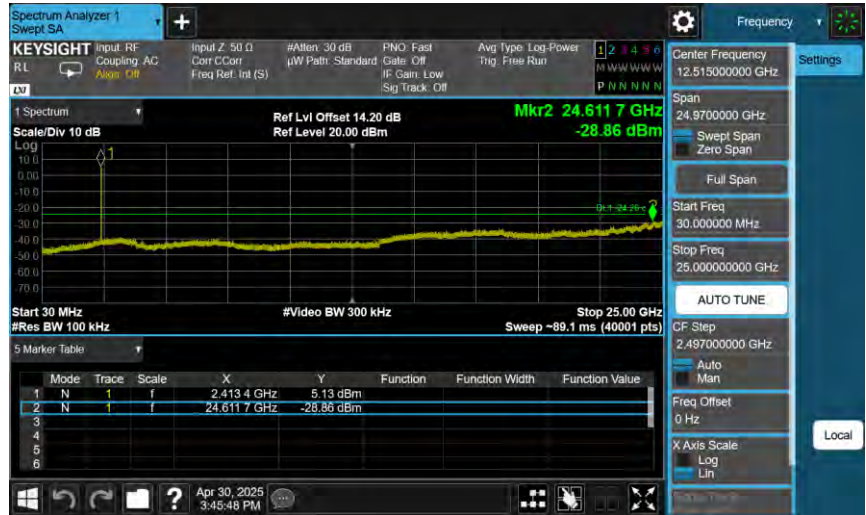 Spectrum Analyzer 1
Swept SA
+
Frequency
KEYSIGHT
RL
LXI
Input: RF
Coupling: AC
Align: Off
Input Z: 50 Ω
Corr CCorr
Freq Ref: Int (S)
#Atten: 30 dB
µW Path: Standard
PNO: Fast
Gate: Off
IF Gain: Low
Sig Track: Off
Avg Type: Log-Power
Trig: Free Run
1 2 3 4 5 6
M W W W W W
P N N N N N
1 Spectrum
Scale/Div 10 dB
Ref Lvl Offset 14.20 dB
Ref Level 20.00 dBm
Mkr2 24.611 7 GHz
-28.86 dBm
Log
10.0
0.00
-10.0
-20.0
-30.0
-40.0
-50.0
-60.0
-70.0
1
Start 30 MHz
#Res BW 100 kHz
#Video BW 300 kHz
Stop 25.00 GHz
Sweep ~89.1 ms (40001 pts)
5 Marker Table
Mode Trace Scale X Y Function Function Width Function Value
1 N 1 f 2.413 4 GHz 5.13 dBm
2 N 1 f 24.611 7 GHz -28.86 dBm
3
4
5
6
Apr 30, 2025
3:45:48 PM
Center Frequency
12.515000000 GHz
Settings
Span
24.9700000 GHz
Swept Span
Zero Span
Full Span
Start Freq
30.000000 MHz
Stop Freq
25.000000000 GHz
AUTO TUNE
CF Step
2.497000000 GHz
Auto
Man
Freq Offset
0 Hz
X Axis Scale
Log
Lin
Local